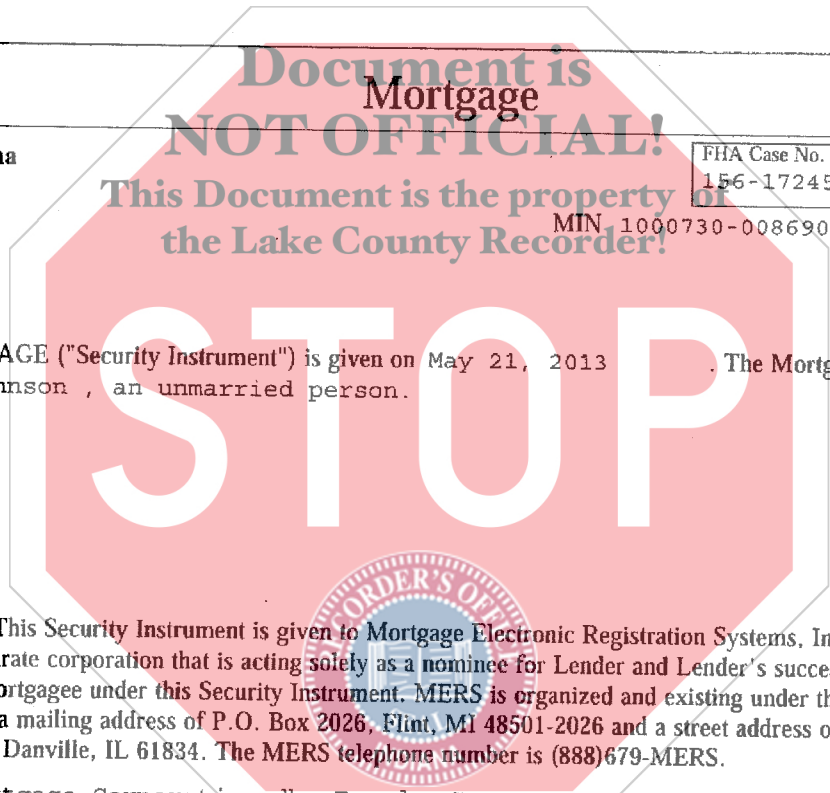 Document is
Mortgage
NOT OFFICIAL!
na
FHA Case No.
156-17245
This Document is the property of
MIN 1000730-008690
the Lake County Recorder!
AGE ("Security Instrument") is given on May 21, 2013 . The Mortg
nnson , an unmarried person.
STOP
CORDER'S OFFIC
This Security Instrument is given to Mortgage Electronic Registration Systems, In
rate corporation that is acting solely as a nominee for Lender and Lender's succe
ortgagee under this Security Instrument. MERS is organized and existing under th
a mailing address of P.O. Box 2026, Flint, MI 48501-2026 and a street address o
Danville, IL 61834. The MERS telephone number is (888)679-MERS.
INDIANA